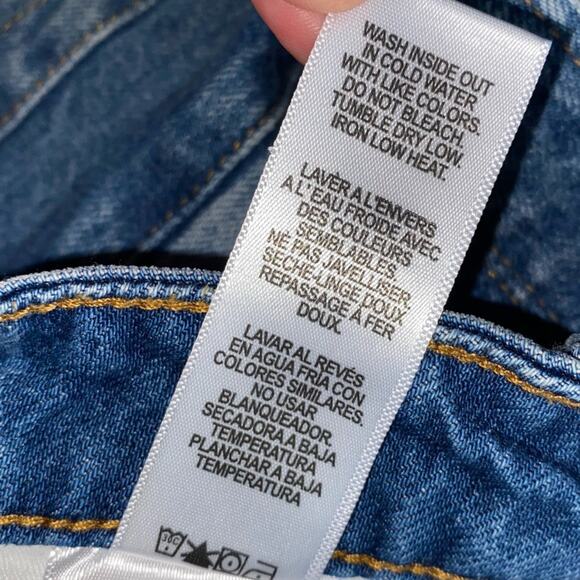 WASH INSIDE OUT
IN COLD WATER
WITH LIKE COLORS.
DO NOT BLEACH.
TUMBLE DRY LOW.
IRON LOW HEAT.
LAVER A L'ENVERS
A L'EAU FROIDE AVEC
DES COULEURS
SEMBLABLES.
NE PAS JAVELLISER
SECHE-LINGE DOUX
REPASSAGE A FER
DOUX.
LAVAR AL REVÉS
EN AGUA FRIA CON
COLORES SIMILARES.
NO USAR
BLANQUEADOR
SECADORA A BAJA
TEMPERATURA
PLANCHAR A BAJA
TEMPERATURA